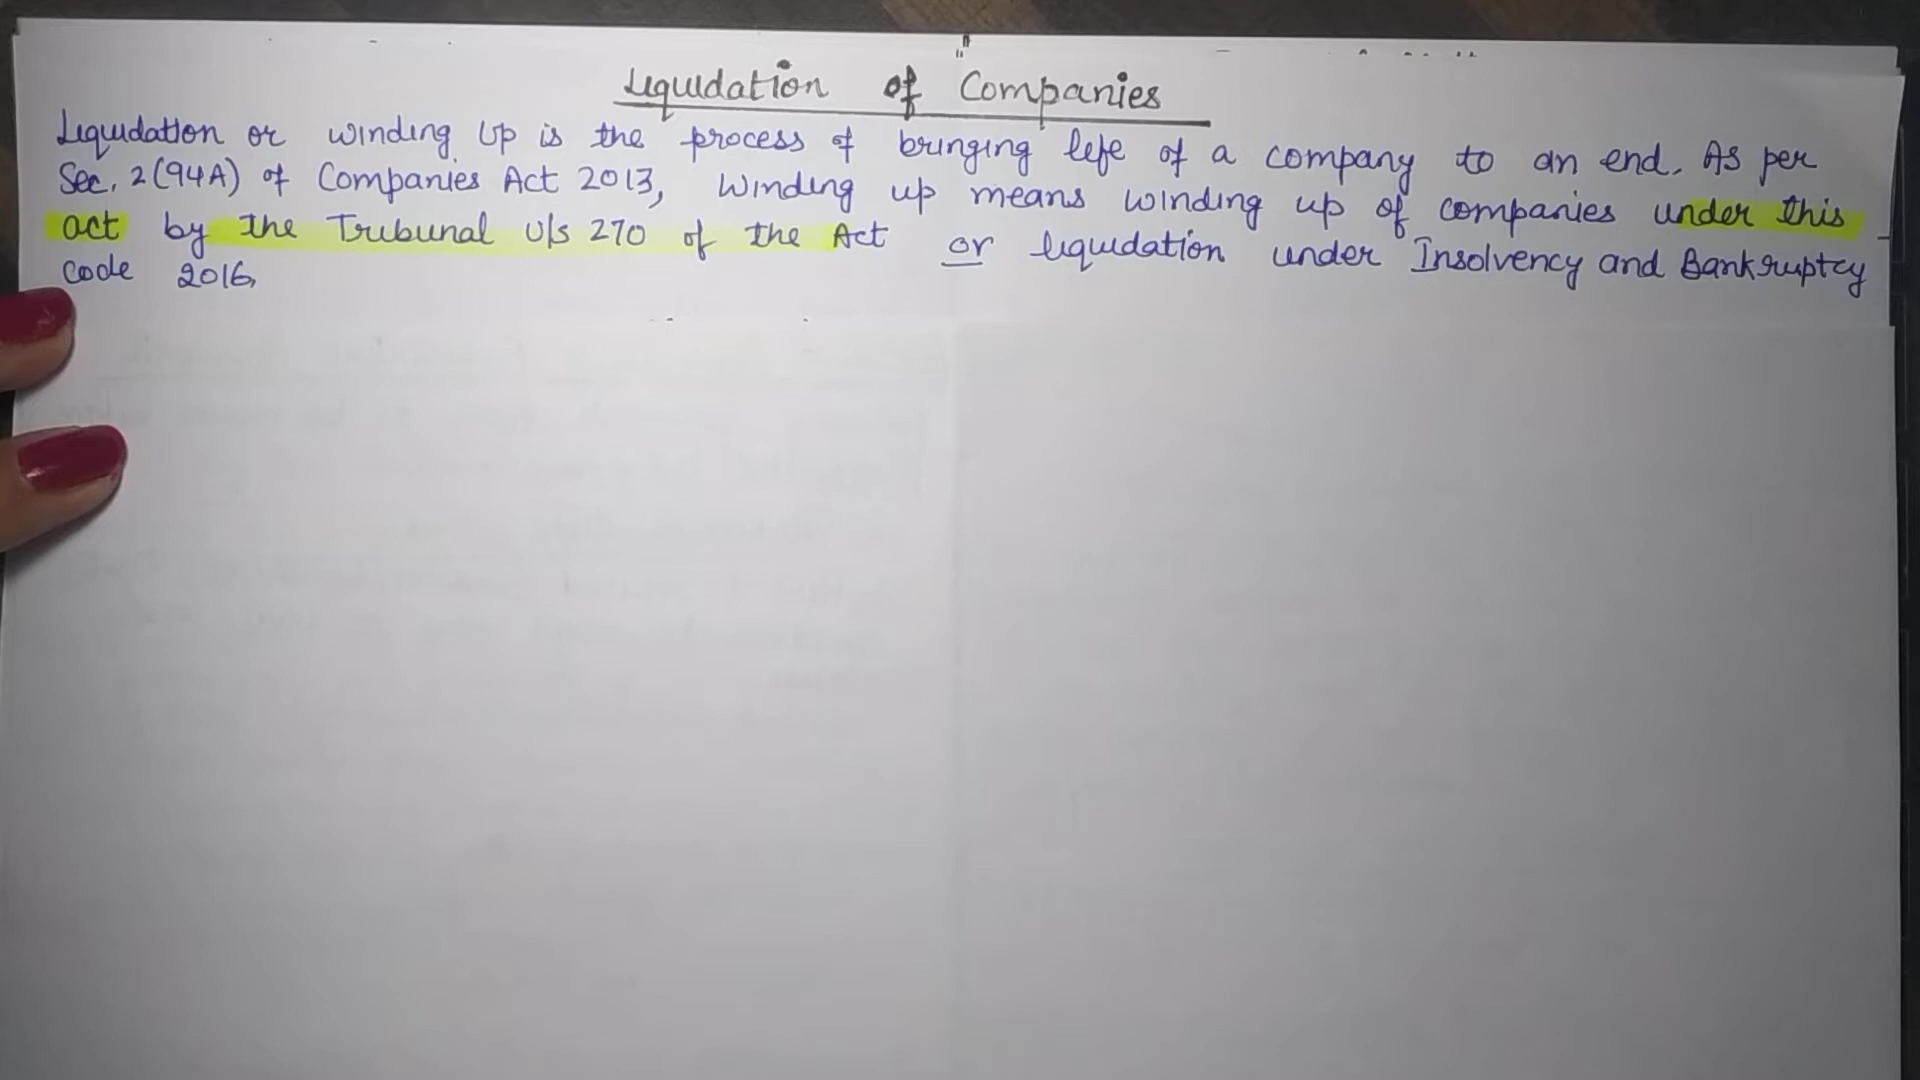 Liquidation of Companies
Liquidation or winding up is the process of bringing life of a company to an end. As per
Sec. 2(94A) of Companies Act 2013, winding up means winding up of companies under this
act by the Tribunal u/s 270 of the Act or liquidation under Insolvency and Bankruptcy
code 2016,